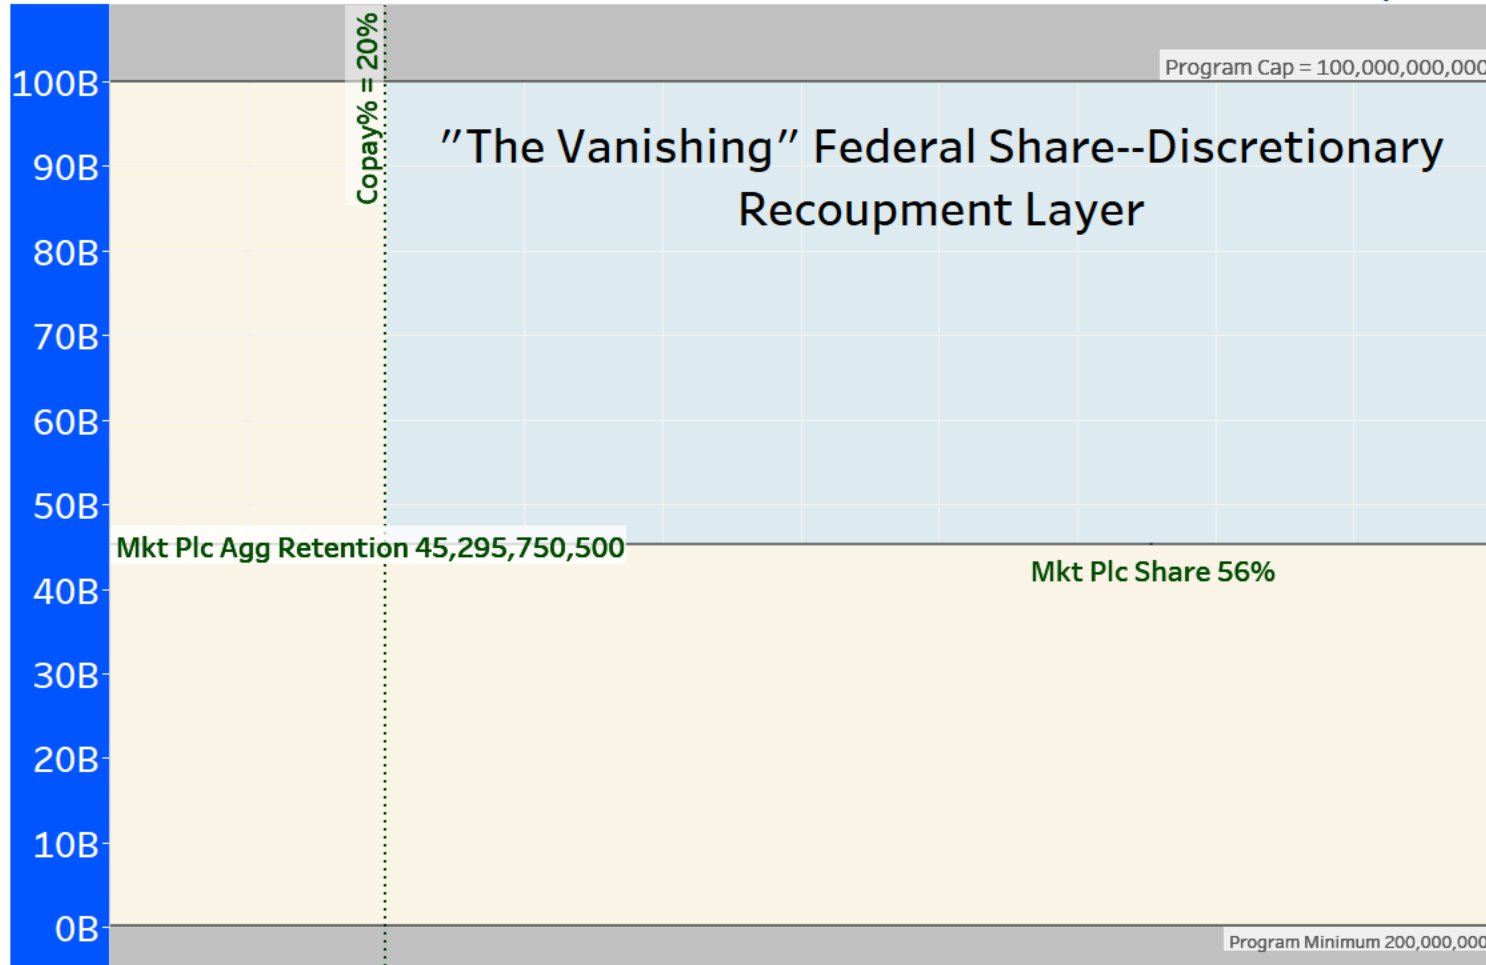 Copay% = 20%
Program Cap = 100,000,000,000
100B
″The Vanishing″ Federal Share--Discretionary
Recoupment Layer
90B
80B
70B
60B
50B
Mkt Plc Agg Retention 45,295,750,500
Mkt Plc Share 56%
40B
30B
20B
10B
0B
Program Minimum 200,000,000